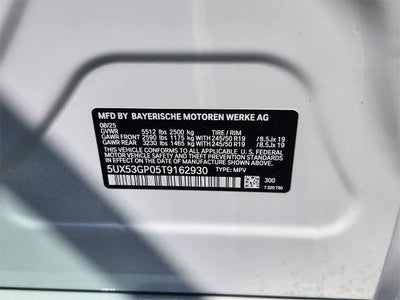 MFD BY BAYERISCHE MOTOREN WERKE AG
08/25
GVWR 5512 lbs 2500 kg TIRE / RIM
GAWR FRONT 2590 lbs 1175 kg WITH 245/50 R19 / 8.5Jx 19
GAWR REAR 3230 lbs 1465 kg WITH 245/50 R19 / 8.5Jx 19
THIS VEHICLE CONFORMS TO ALL APPLICABLE U. S. FEDERAL
MOTOR VEHICLE SAFETY AND THEFT PREVENTION STANDARDS
IN EFFECT ON THE DATE OF MANUFACTURE SHOWN ABOVE.
5UX53GP05T9162930 TYPE: MPV
300
7 320 730